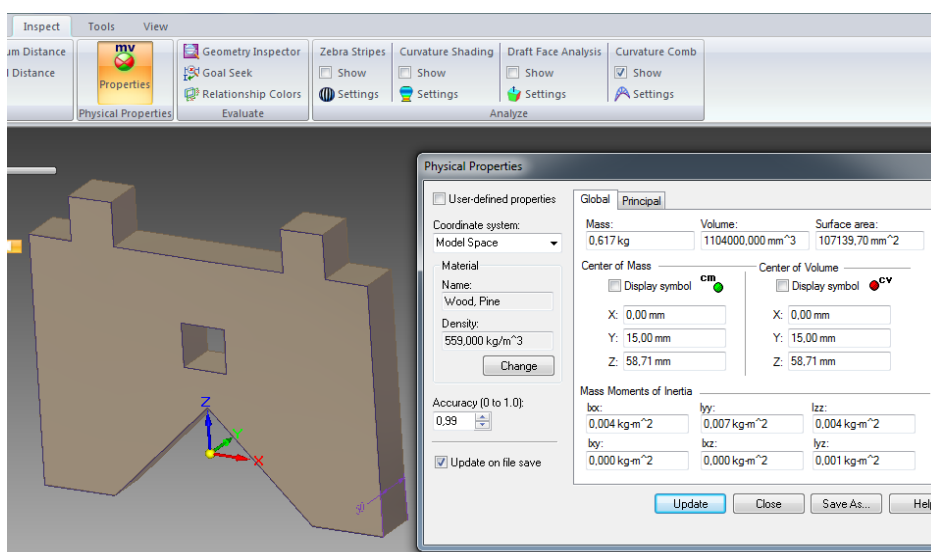 Inspect Tools View
um Distance
Distance
mv
Properties
Physical Properties
Geometry Inspector
Goal Seek
Relationship Colors
Evaluate
Zebra Stripes Curvature Shading Draft Face Analysis Curvature Comb
Show Show Show Show
Settings Settings Settings Settings
Analyze
Z
Y
X
30
Physical Properties
User-defined properties
Coordinate system:
Model Space
Material
Name:
Wood, Pine
Density:
559,000 kg/m^3
Change
Accuracy (0 to 1.0):
0,99
Update on file save
Global Principal
Mass: Volume: Surface area:
0,617 kg 1104000,000 mm^3 107139,70 mm^2
Center of Mass Center of Volume
Display symbol cm Display symbol cv
X: 0,00 mm X: 0,00 mm
Y: 15,00 mm Y: 15,00 mm
Z: 58,71 mm Z: 58,71 mm
Mass Moments of Inertia
Ixx: Iyy: Izz:
0,004 kg-m^2 0,007 kg-m^2 0,004 kg-m^2
Ixy: Ixz: Iyz:
0,000 kg-m^2 0,000 kg-m^2 0,001 kg-m^2
Update Close Save As... Help